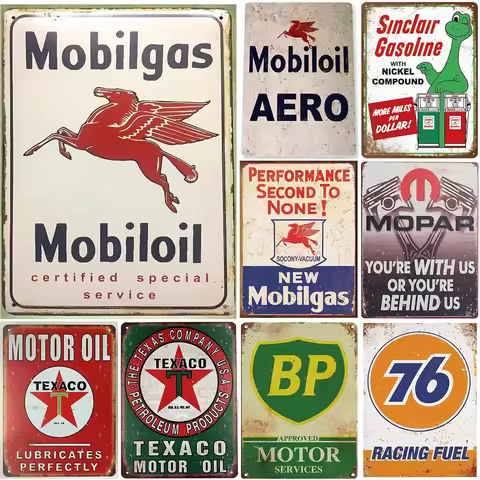 Mobilgas
Mobiloil
certified special
service
Mobiloil
AERO
Sinclair
Gasoline
WITH
NICKEL
COMPOUND
MORE MILES
PER
DOLLAR!
PERFORMANCE
SECOND TO
NONE!
SOCONY-VACUUM
NEW
Mobilgas
MOPAR
YOU'RE WITH US
OR YOU'RE
BEHIND US
MOTOR OIL
TEXACO
T
LUBRICATES
PERFECTLY
THE TEXAS COMPANY U.S.A.
PETROLEUM PRODUCTS
TEXACO
T
TEXACO
MOTOR OIL
BP
APPROVED
MOTOR
SERVICES
76
RACING FUEL